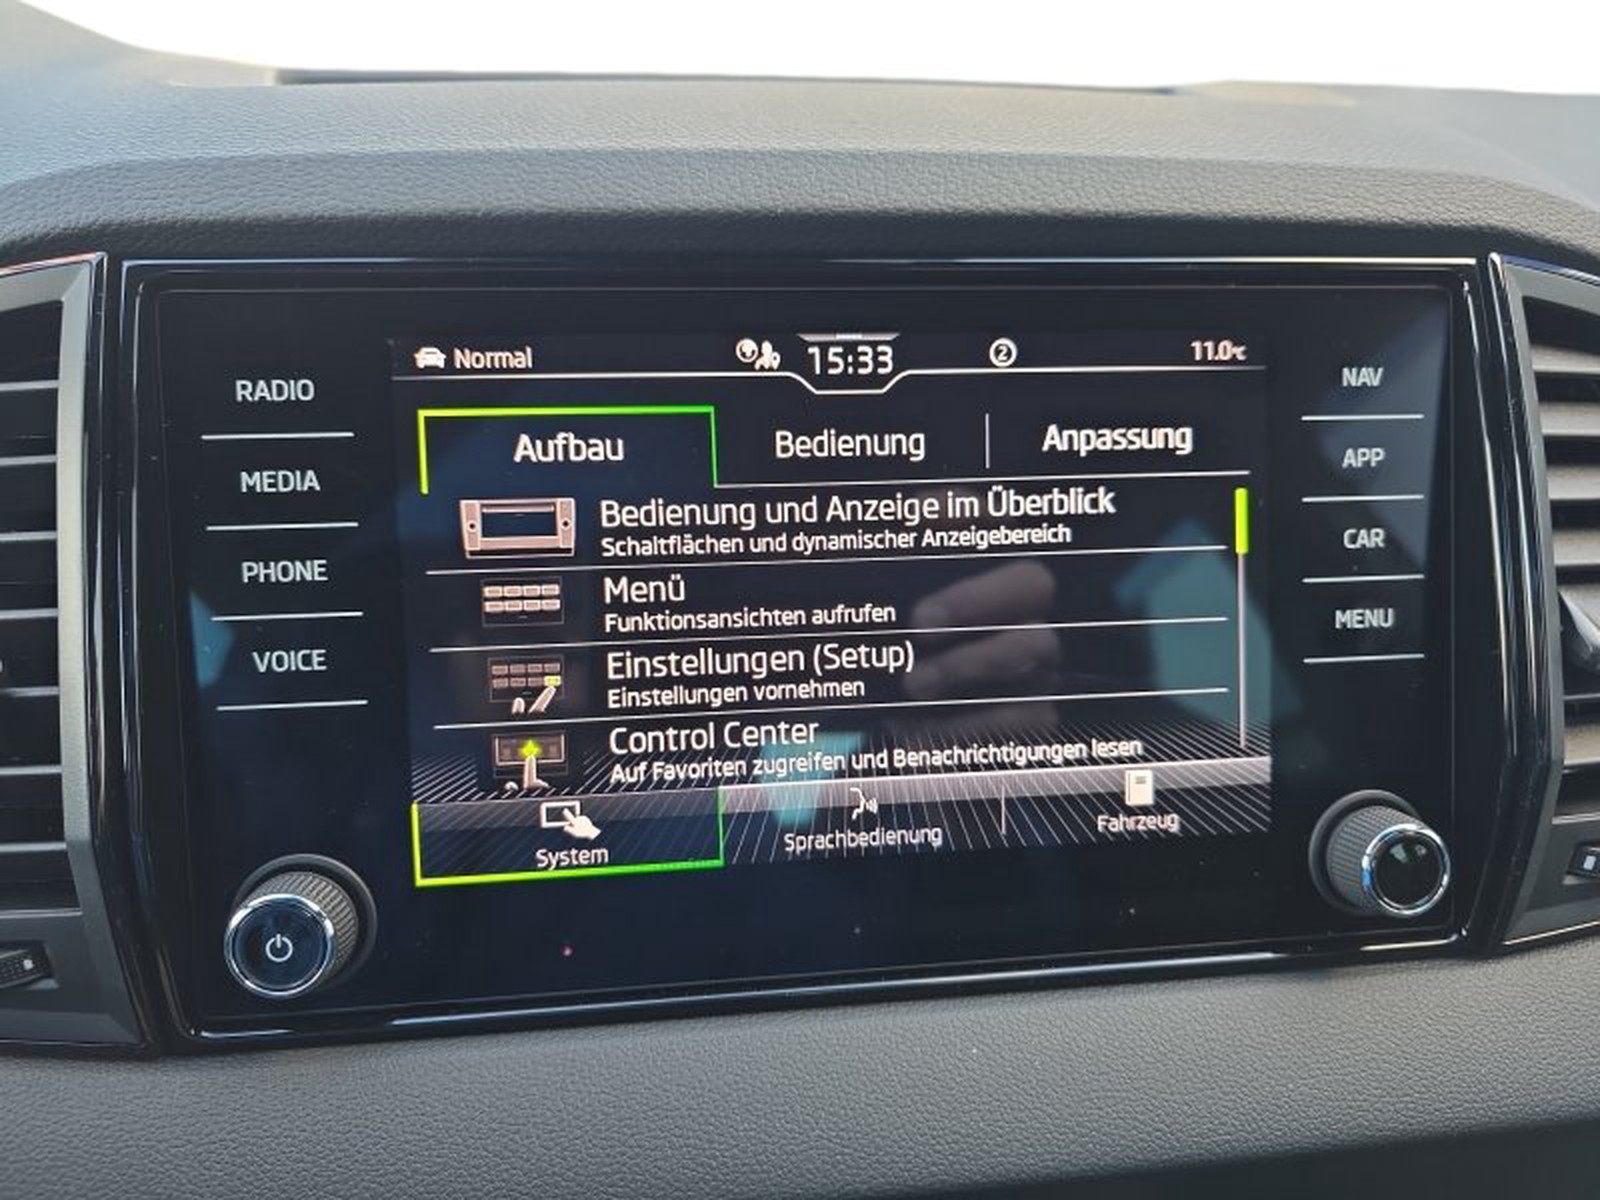 Normal
15:33
2
11.0°C
RADIO
MEDIA
PHONE
VOICE
NAV
APP
CAR
MENU
Aufbau
Bedienung
Anpassung
Bedienung und Anzeige im Überblick
Schaltflächen und dynamischer Anzeigebereich
Menü
Funktionsansichten aufrufen
Einstellungen (Setup)
Einstellungen vornehmen
Control Center
Auf Favoriten zugreifen und Benachrichtigungen lesen
System
Sprachbedienung
Fahrzeug